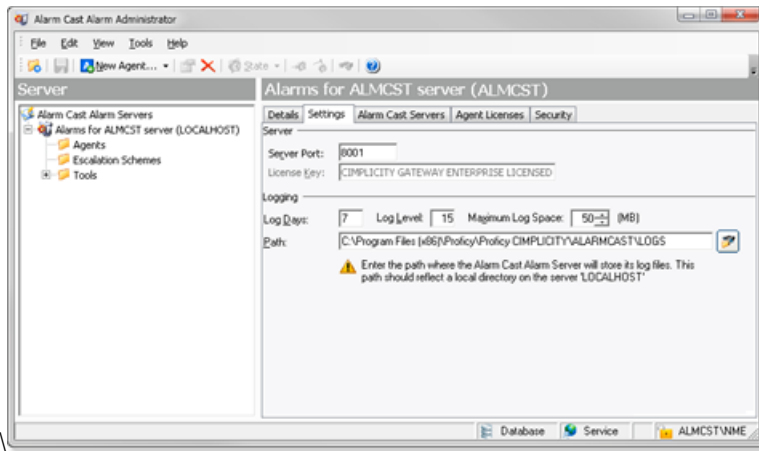 Alarm Cast Alarm Administrator
File Edit View Tools Help
New Agent... State
Server
Alarms for ALMCST server (ALMCST)
Alarm Cast Alarm Servers
Alarms for ALMCST server (LOCALHOST)
Agents
Escalation Schemes
Tools
Details Settings Alarm Cast Servers Agent Licenses Security
Server
Server Port: 8001
License Key: CIMPLICITY GATEWAY ENTERPRISE LICENSED
Logging
Log Days: 7 Log Level: 15 Maximum Log Space: 50 (MB)
Path: C:\Program Files (x86)\Proficy\Proficy CIMPLICITY\ALARMCAST\LOGS
Enter the path where the Alarm Cast Alarm Server will store its log files. This
path should reflect a local directory on the server 'LOCALHOST'
Database Service ALMCST\NME
\